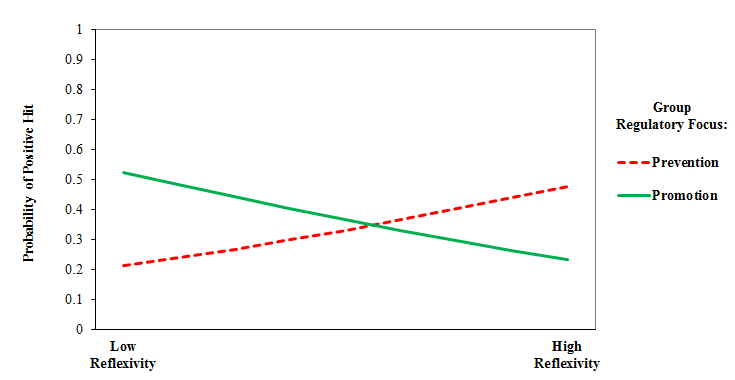 Probability of Positive Hit
1
0.9
0.8
0.7
0.6
0.5
0.4
0.3
0.2
0.1
0
Low
Reflexivity
High
Reflexivity
Group
Regulatory Focus:
Prevention
Promotion